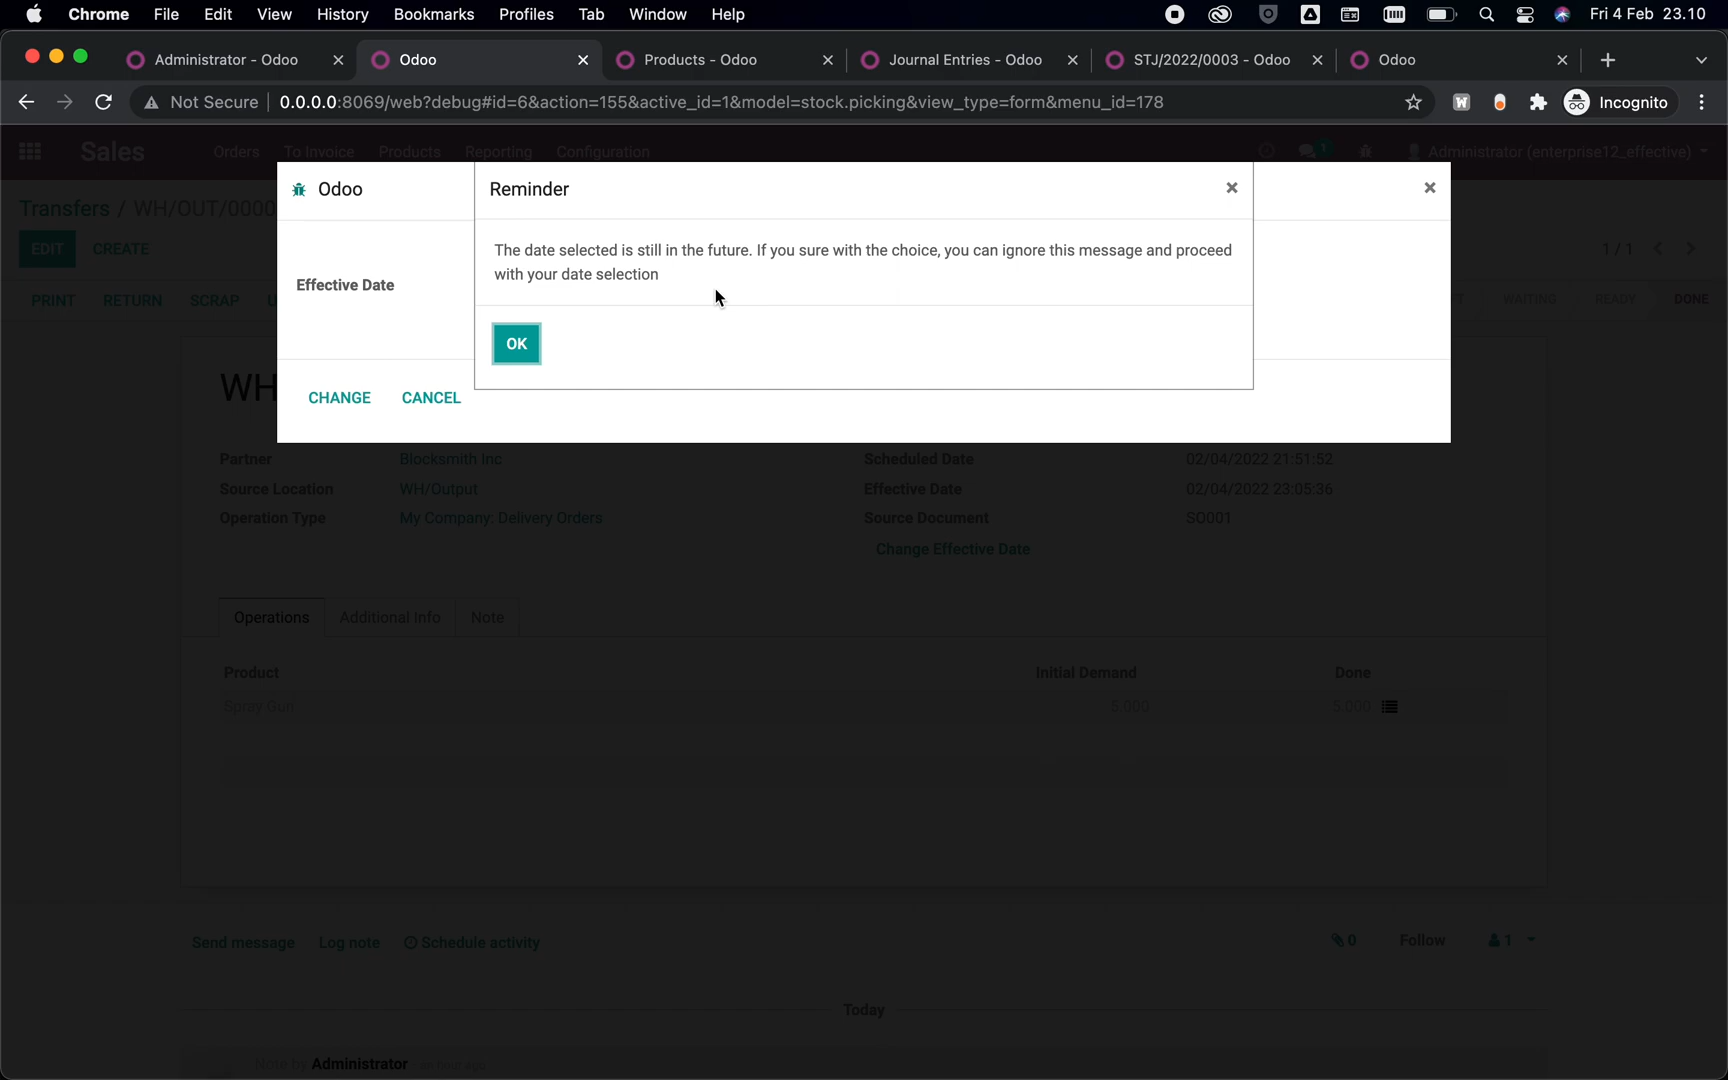 Chrome File Edit View History Bookmarks Profiles Tab Window Help Fri 4 Feb 23.10
Administrator - Odoo Odoo Products - Odoo Journal Entries - Odoo STJ/2022/0003 - Odoo Odoo
Not Secure 0.0.0.0:8069/web?debug#id=6&action=155&active_id=1&model=stock.picking&view_type=form&menu_id=178 Incognito
Sales Orders To Invoice Products Reporting Configuration 1 Administrator (enterprise12_effective)
Odoo Reminder
Transfers / WH/OUT/0000
EDIT CREATE 1 / 1
The date selected is still in the future. If you sure with the choice, you can ignore this message and proceed
with your date selection
Effective Date
PRINT RETURN SCRAP WAITING READY DONE
OK
WH
CHANGE CANCEL
Partner Blocksmith Inc Scheduled Date 02/04/2022 21:51:52
Source Location WH/Output Effective Date 02/04/2022 23:05:36
Operation Type My Company: Delivery Orders Source Document SO001
Change Effective Date
Operations Additional Info Note
Product Initial Demand Done
Spray Gun 5.000 5.000
Send message Log note Schedule activity 0 Follow 1
Today
Note by Administrator an hour ago